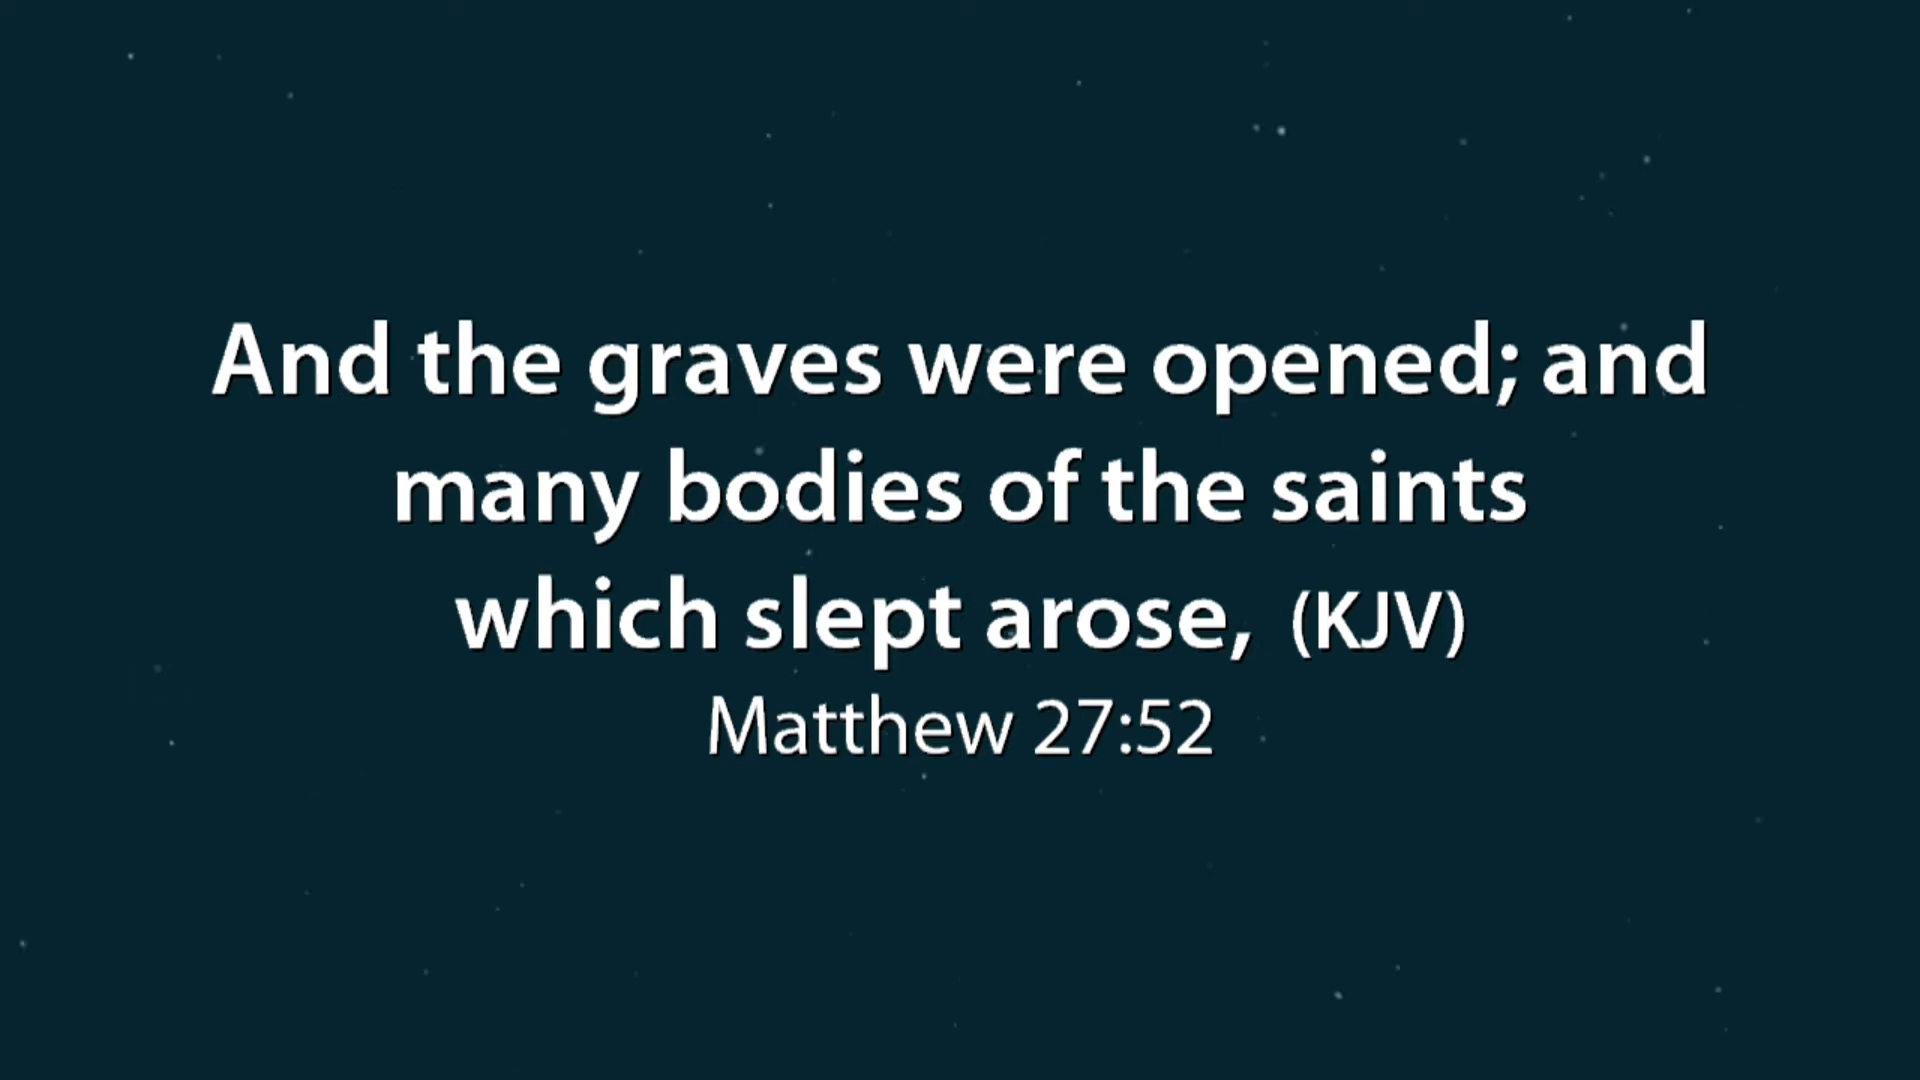 And the graves were opened; and
many bodies of the saints
which slept arose, (KJV)
Matthew 27:52